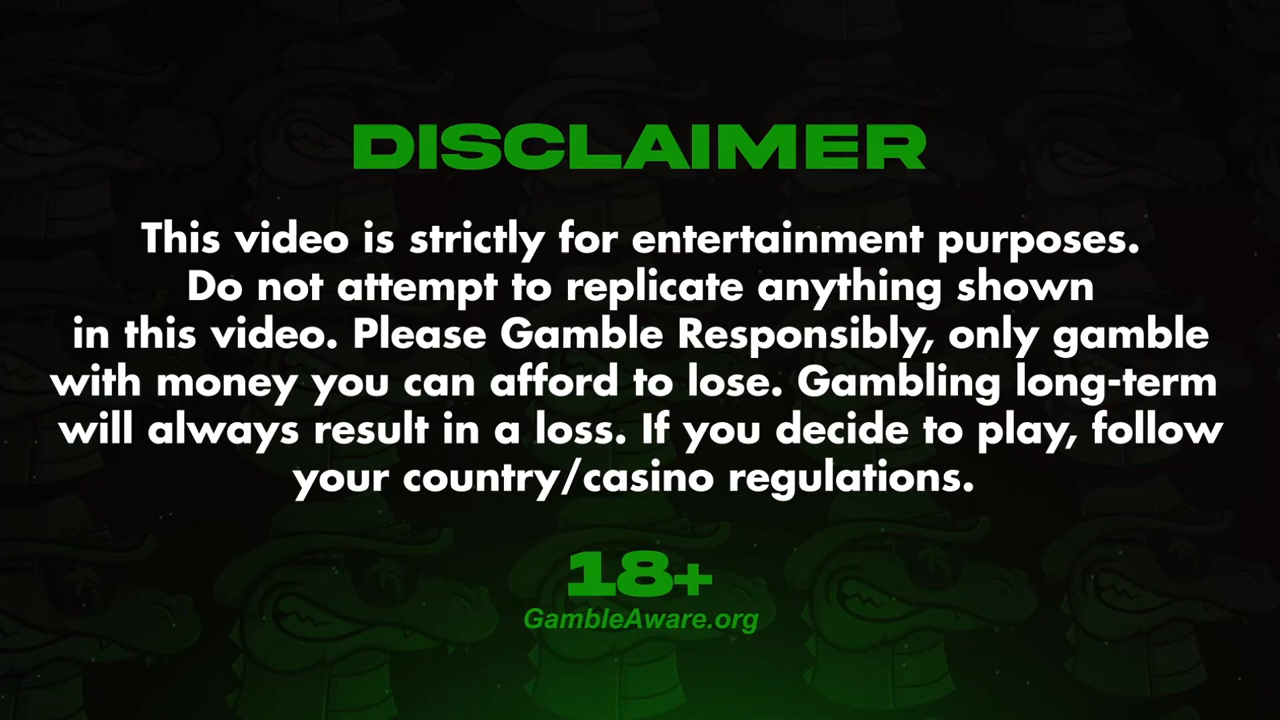 DISCLAIMER
This video is strictly for entertainment purposes.
Do not attempt to replicate anything shown
in this video. Please Gamble Responsibly, only gamble
with money you can afford to lose. Gambling long-term
will always result in a loss. If you decide to play, follow
your country/casino regulations.
18+
GambleAware.org